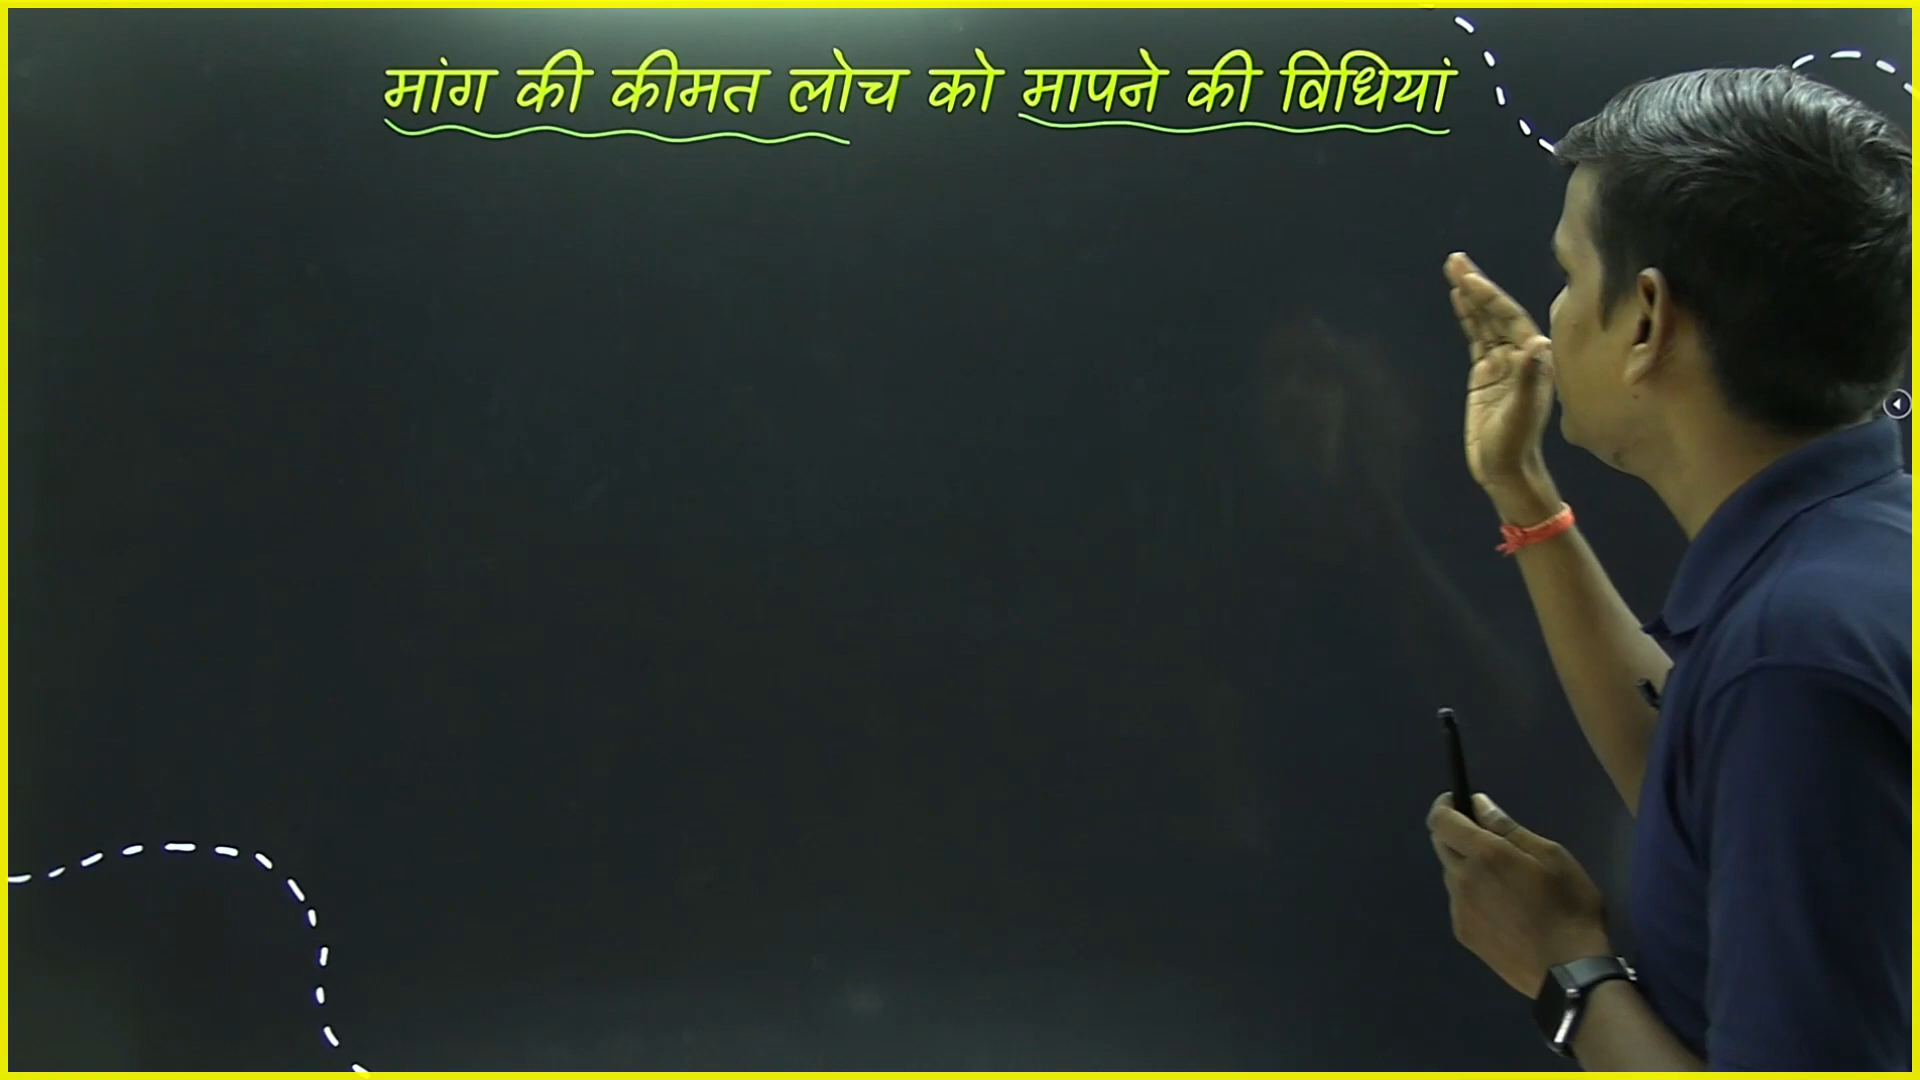 मांग की कीमत लोच को मापने की विधियां